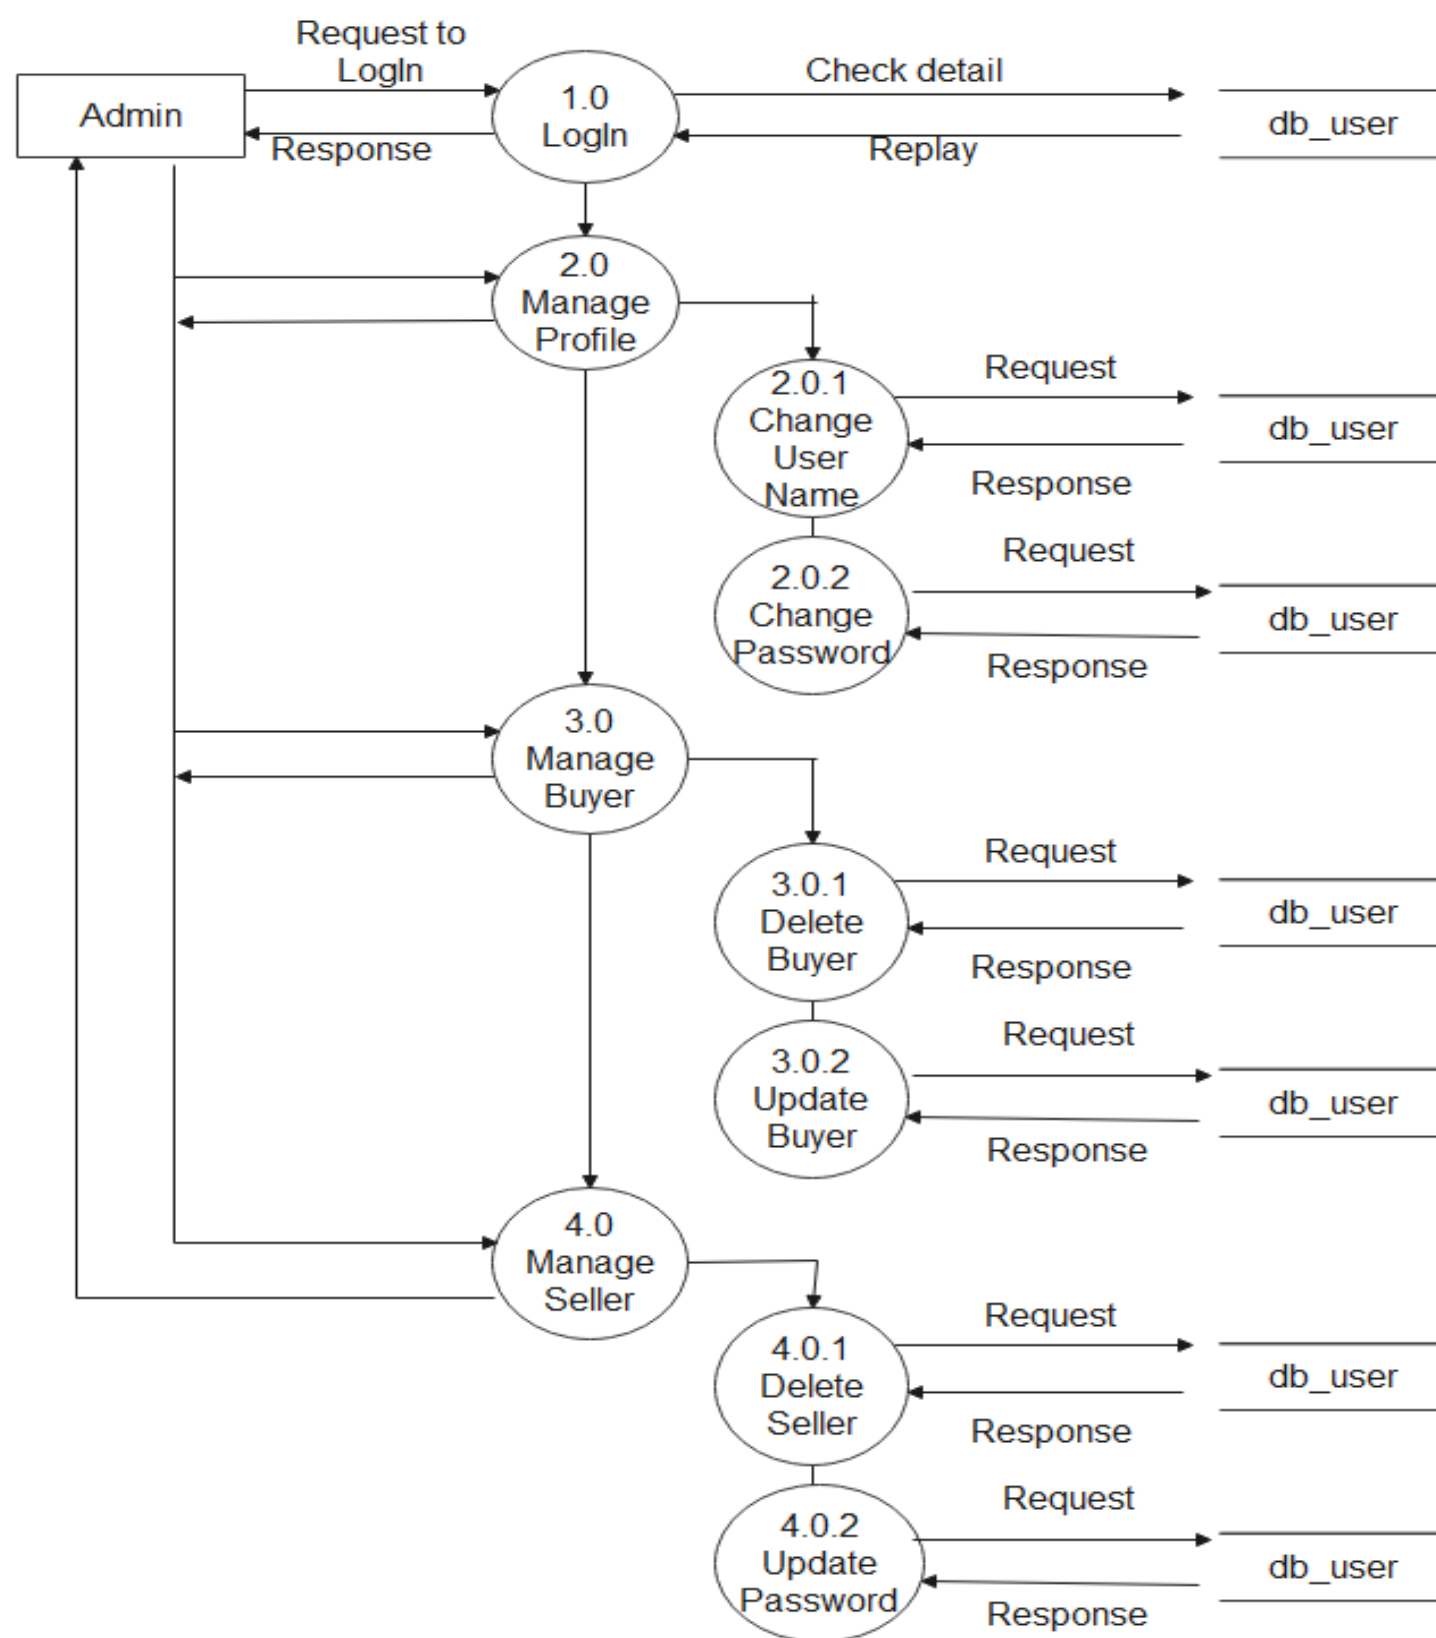 Request to
LogIn
Admin
Response
1.0
LogIn
Check detail
Replay
db_user
2.0
Manage
Profile
2.0.1
Change
User
Name
Request
Response
db_user
2.0.2
Change
Password
Request
Response
db_user
3.0
Manage
Buyer
3.0.1
Delete
Buyer
Request
Response
db_user
3.0.2
Update
Buyer
Request
Response
db_user
4.0
Manage
Seller
4.0.1
Delete
Seller
Request
Response
db_user
4.0.2
Update
Password
Request
Response
db_user